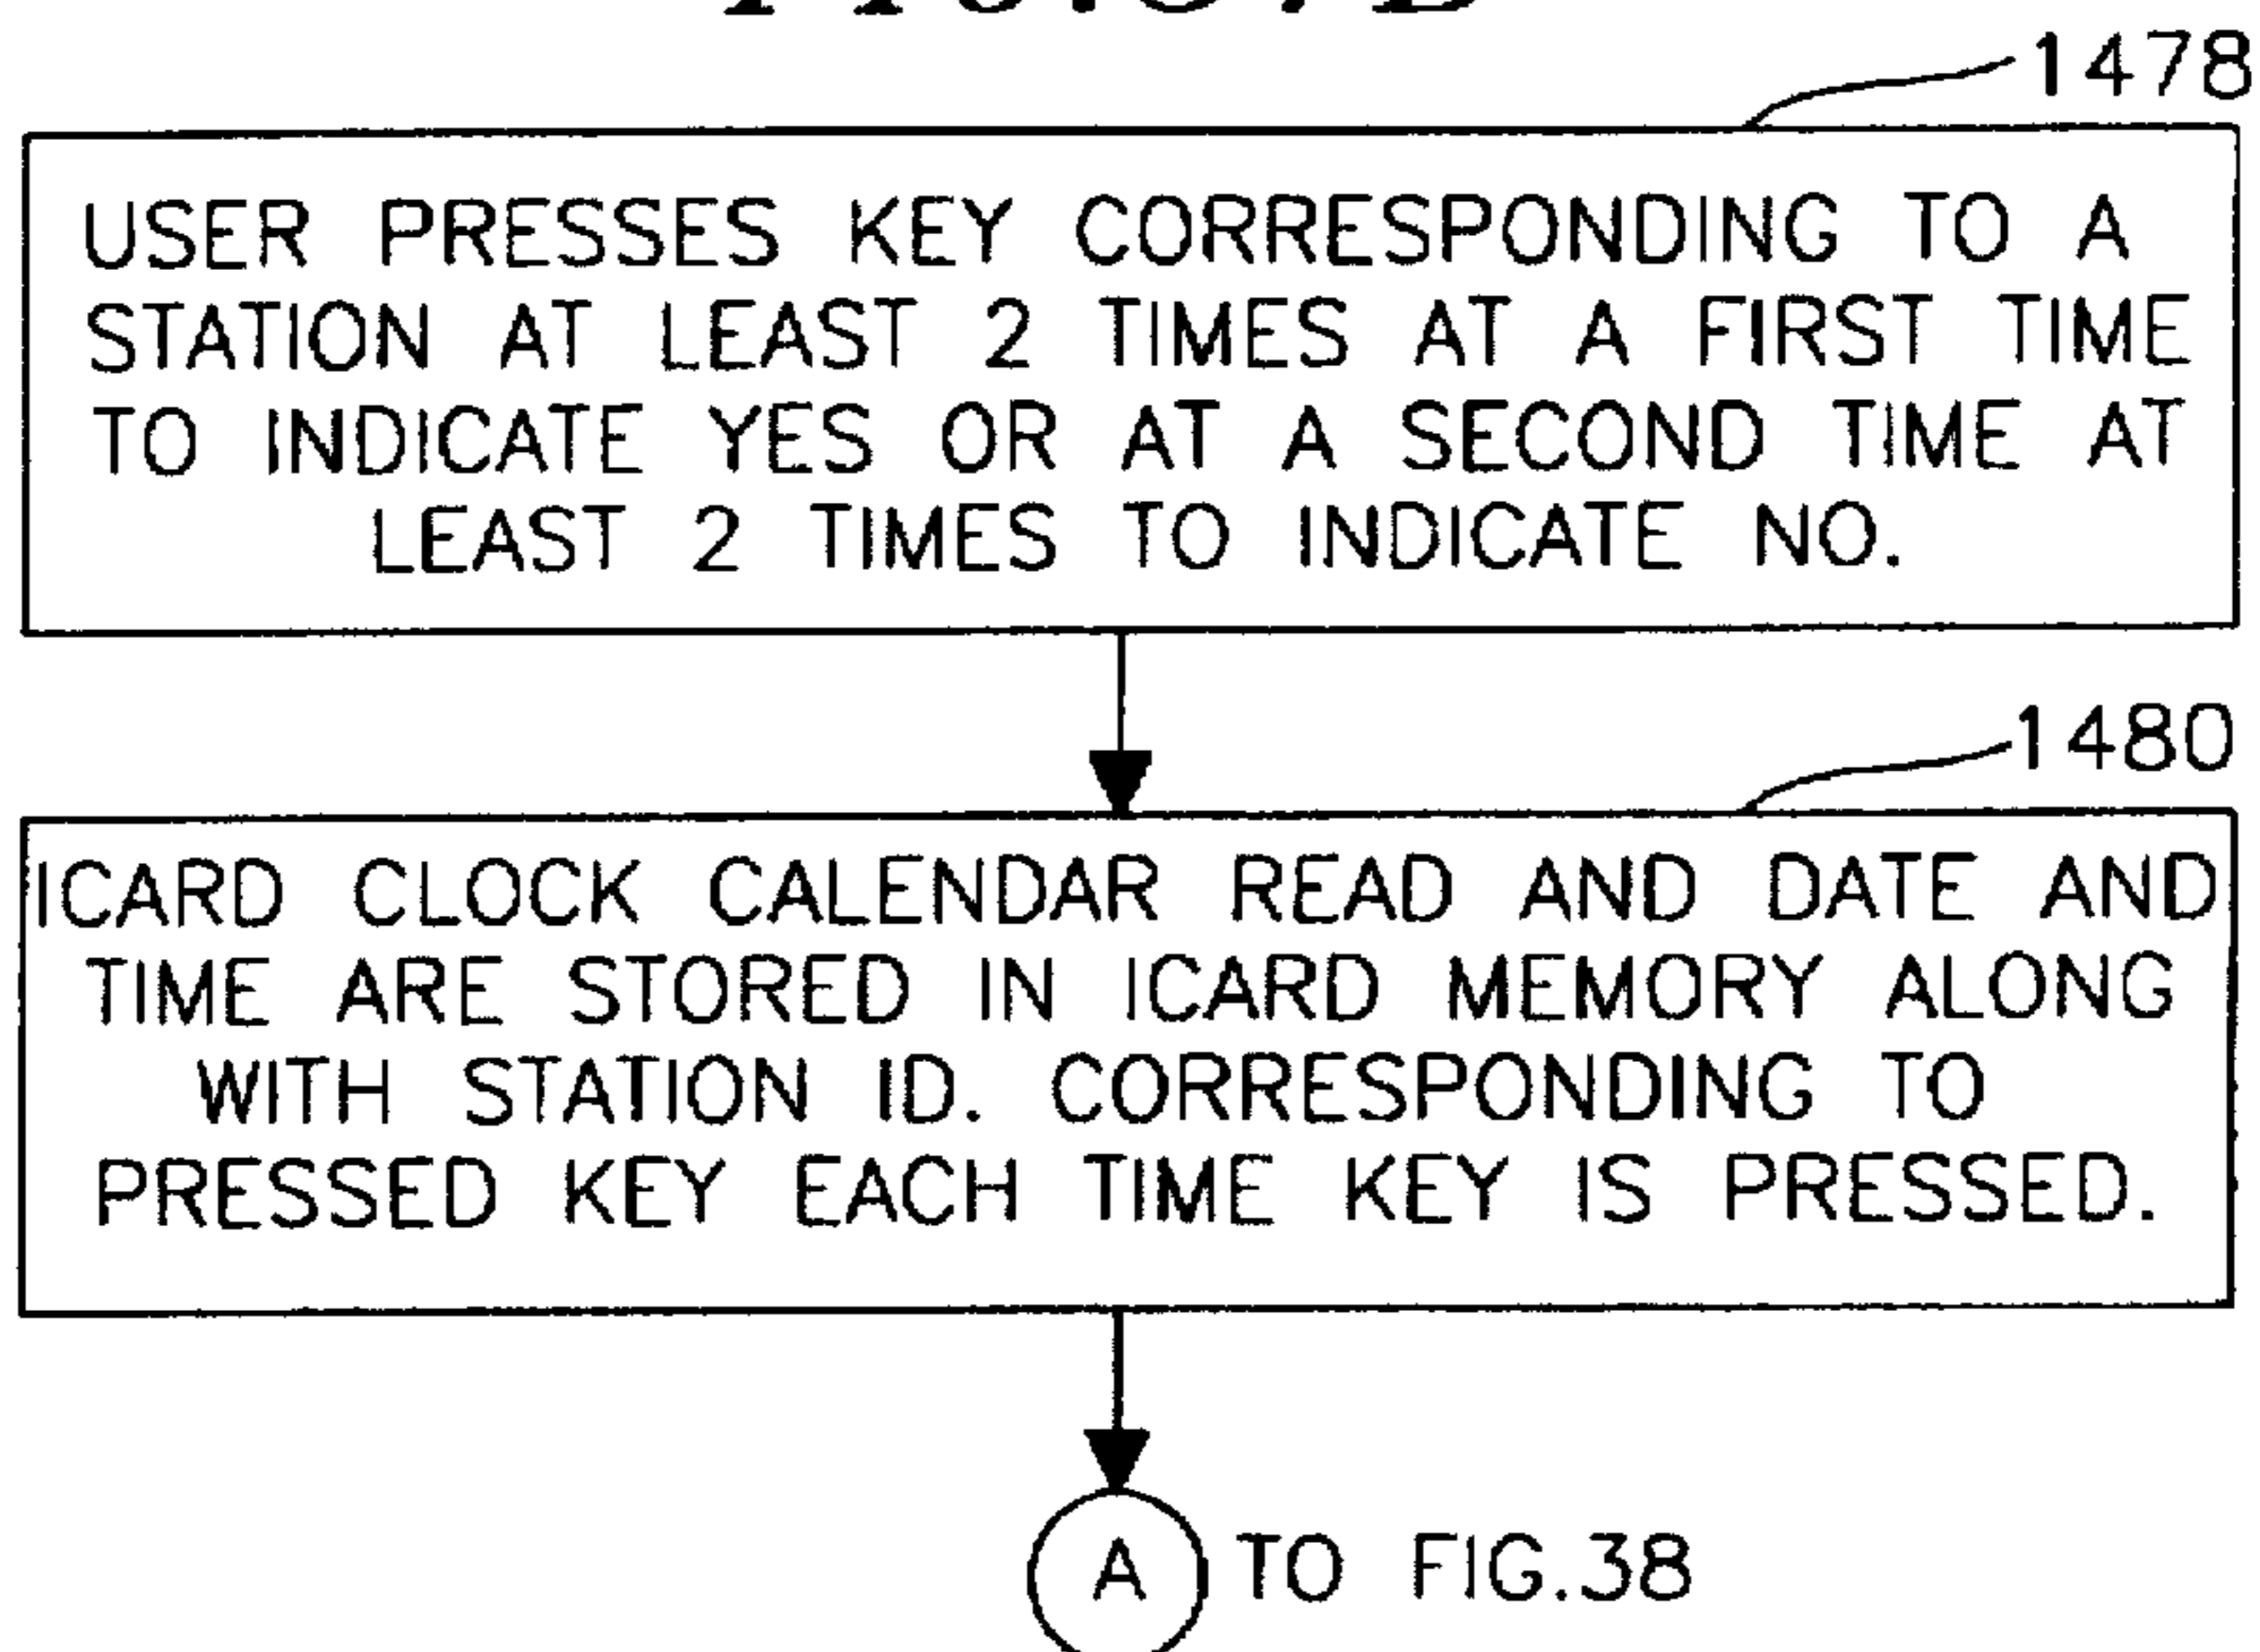 1478
USER PRESSES KEY CORRESPONDING TO A
STATION AT LEAST 2 TIMES AT A FIRST TIME
TO INDICATE YES OR AT A SECOND TIME AT
LEAST 2 TIMES TO INDICATE NO.
1480
ICARD CLOCK CALENDAR READ AND DATE AND
TIME ARE STORED IN ICARD MEMORY ALONG
WITH STATION ID. CORRESPONDING TO
PRESSED KEY EACH TIME KEY IS PRESSED.
A TO FIG.38